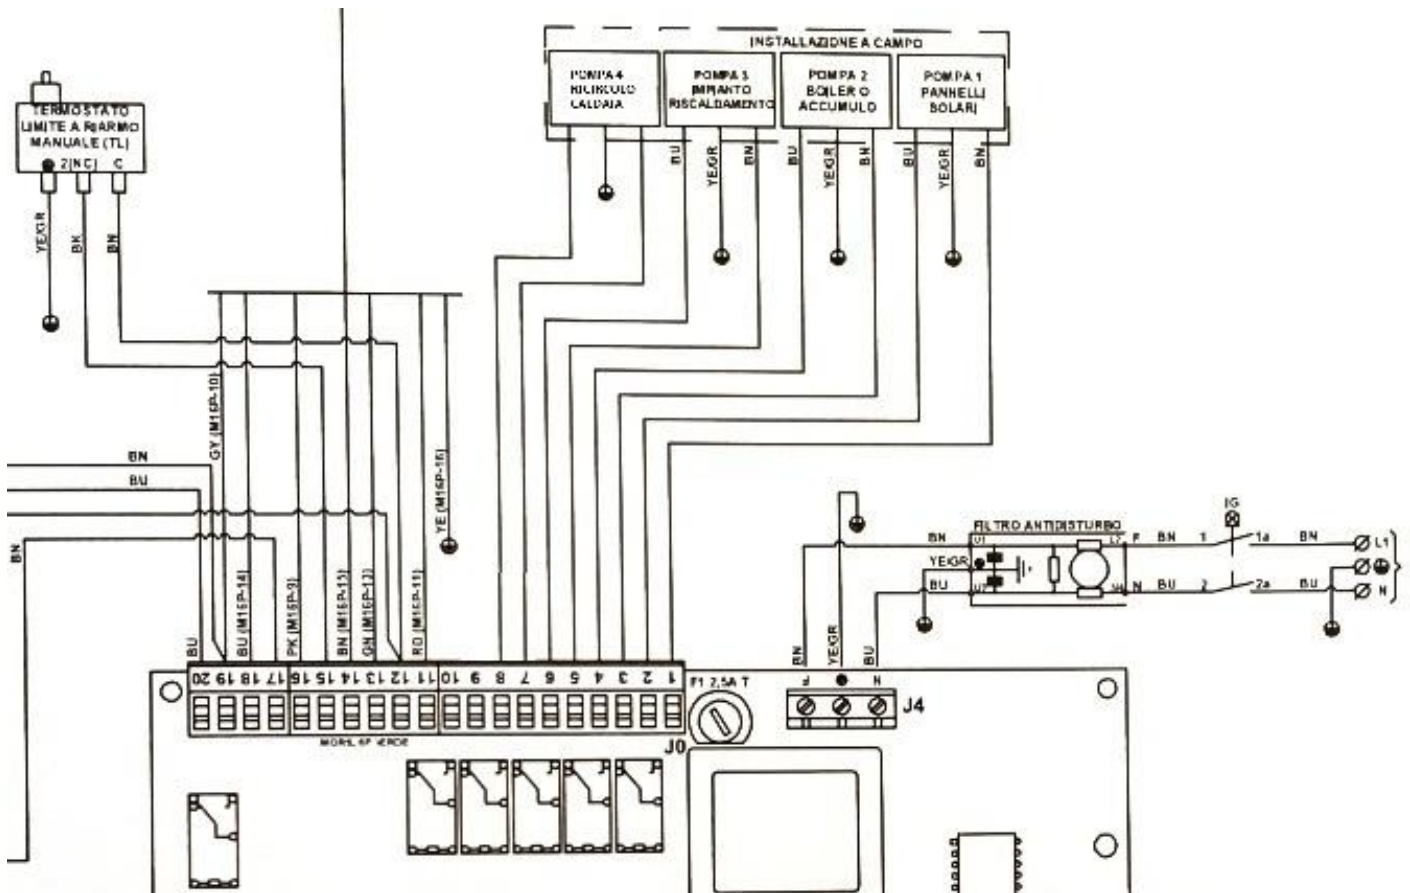 INSTALLAZIONE A CAMPO
POMPA 4
RICIRCOLO
CALDAIA
POMPA 3
IMPIANTO
RISCALDAMENTO
POMPA 2
BOILER O
ACCUMULO
POMPA 1
PANNELLI
SOLARI
TERMOSTATO
LIMITE A RIARMO
MANUALE (TL)
2(NC) C
YE/GR
BK
BN
BU
YE/GR
BN
BU
YE/GR
BN
BU
YE/GR
BN
GY (M16P-10)
BN
BU
BN
YE (M16P-16)
BU
BU (M16P-14)
PK (M16P-9)
BN (M16P-15)
GN (M16P-13)
RD (M16P-11)
IG
FILTRO ANTIDISTURBO
BN
YE/GR
BU
F BN 1 1a BN L1
N BU 2 2a BU N
BN
YE/GR
BU
20 19 18 17 16 15 14 13 12 11 10 9 8 7 6 5 4 3 2 1
F1 2,5A T
F N
J4
VERDE
J0